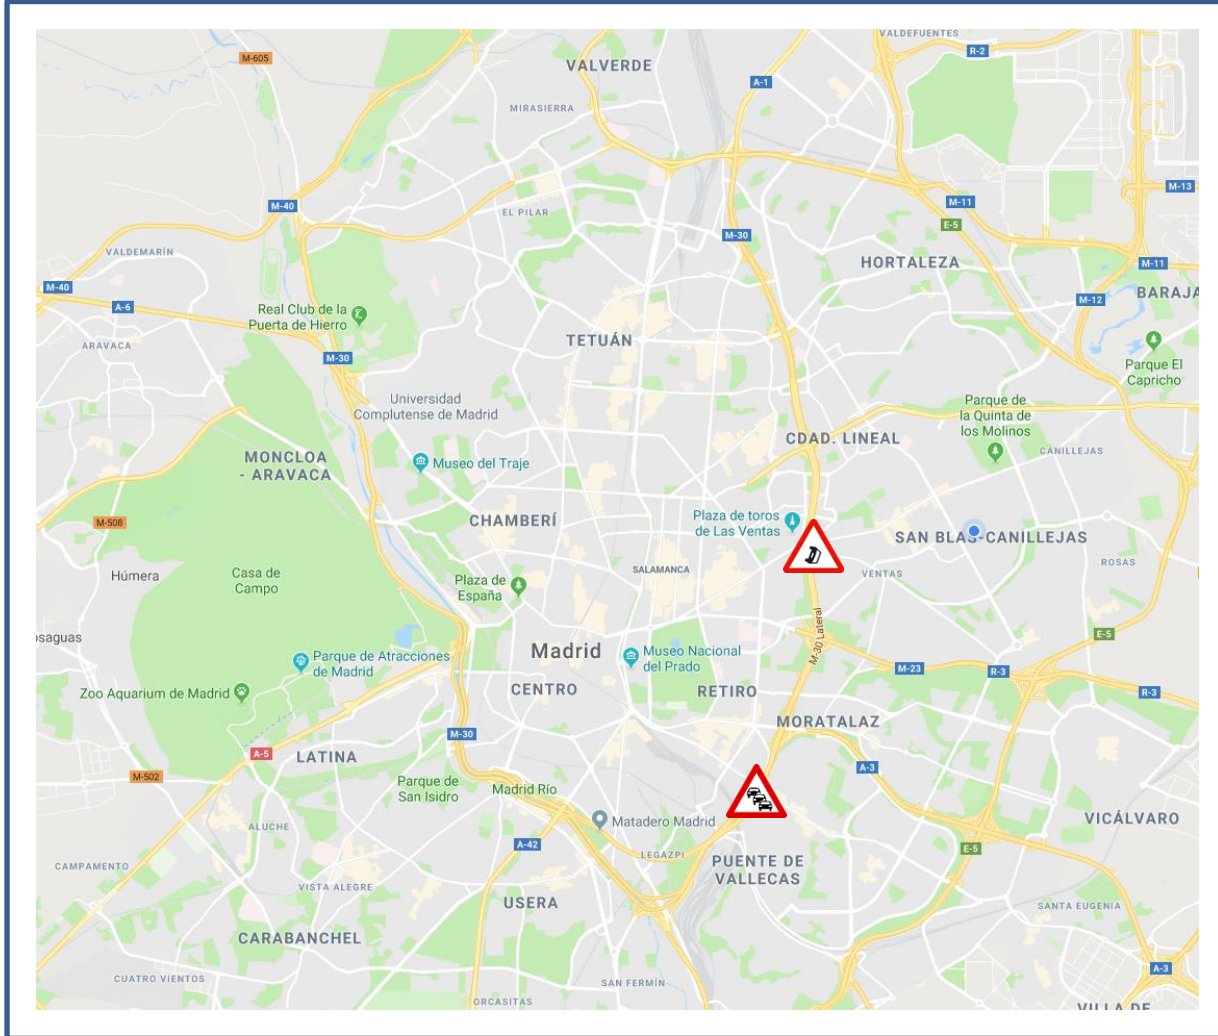 VALDEFUENTES
M-605
R-2
VALVERDE
A-1
MIRASIERRA
M-13
M-40
M-11
EL PILAR
E-5
M-30
VALDEMARÍN
HORTALEZA
M-11
M-40
BARAJA
M-12
A-6
Real Club de la
Puerta de Hierro
TETUÁN
ARAVACA
M-30
Parque El
Capricho
Universidad
Complutense de Madrid
Parque de
la Quinta de
los Molinos
CDAD. LINEAL
CANILLEJAS
MONCLOA
- ARAVACA
Museo del Traje
M-508
CHAMBERÍ
Plaza de toros
de Las Ventas
SAN BLAS-CANILLEJAS
ROSAS
Húmera
Casa de
Campo
SALAMANCA
VENTAS
Plaza de
España
M-30 Lateral
osaguas
E-5
Madrid
Museo Nacional
del Prado
Parque de Atracciones
de Madrid
M-23
R-3
R-3
Zoo Aquarium de Madrid
CENTRO
RETIRO
MORATALAZ
M-30
A-5
LATINA
A-3
M-502
Parque de
San Isidro
Madrid Río
Matadero Madrid
VICÁLVARO
ALUCHE
A-42
LEGAZPI
E-5
CAMPAMENTO
PUENTE DE
VALLECAS
VISTA ALEGRE
USERA
SANTA EUGENIA
CARABANCHEL
A-3
CUATRO VIENTOS
SAN FERMÍN
ORCASITAS
VILLA DE